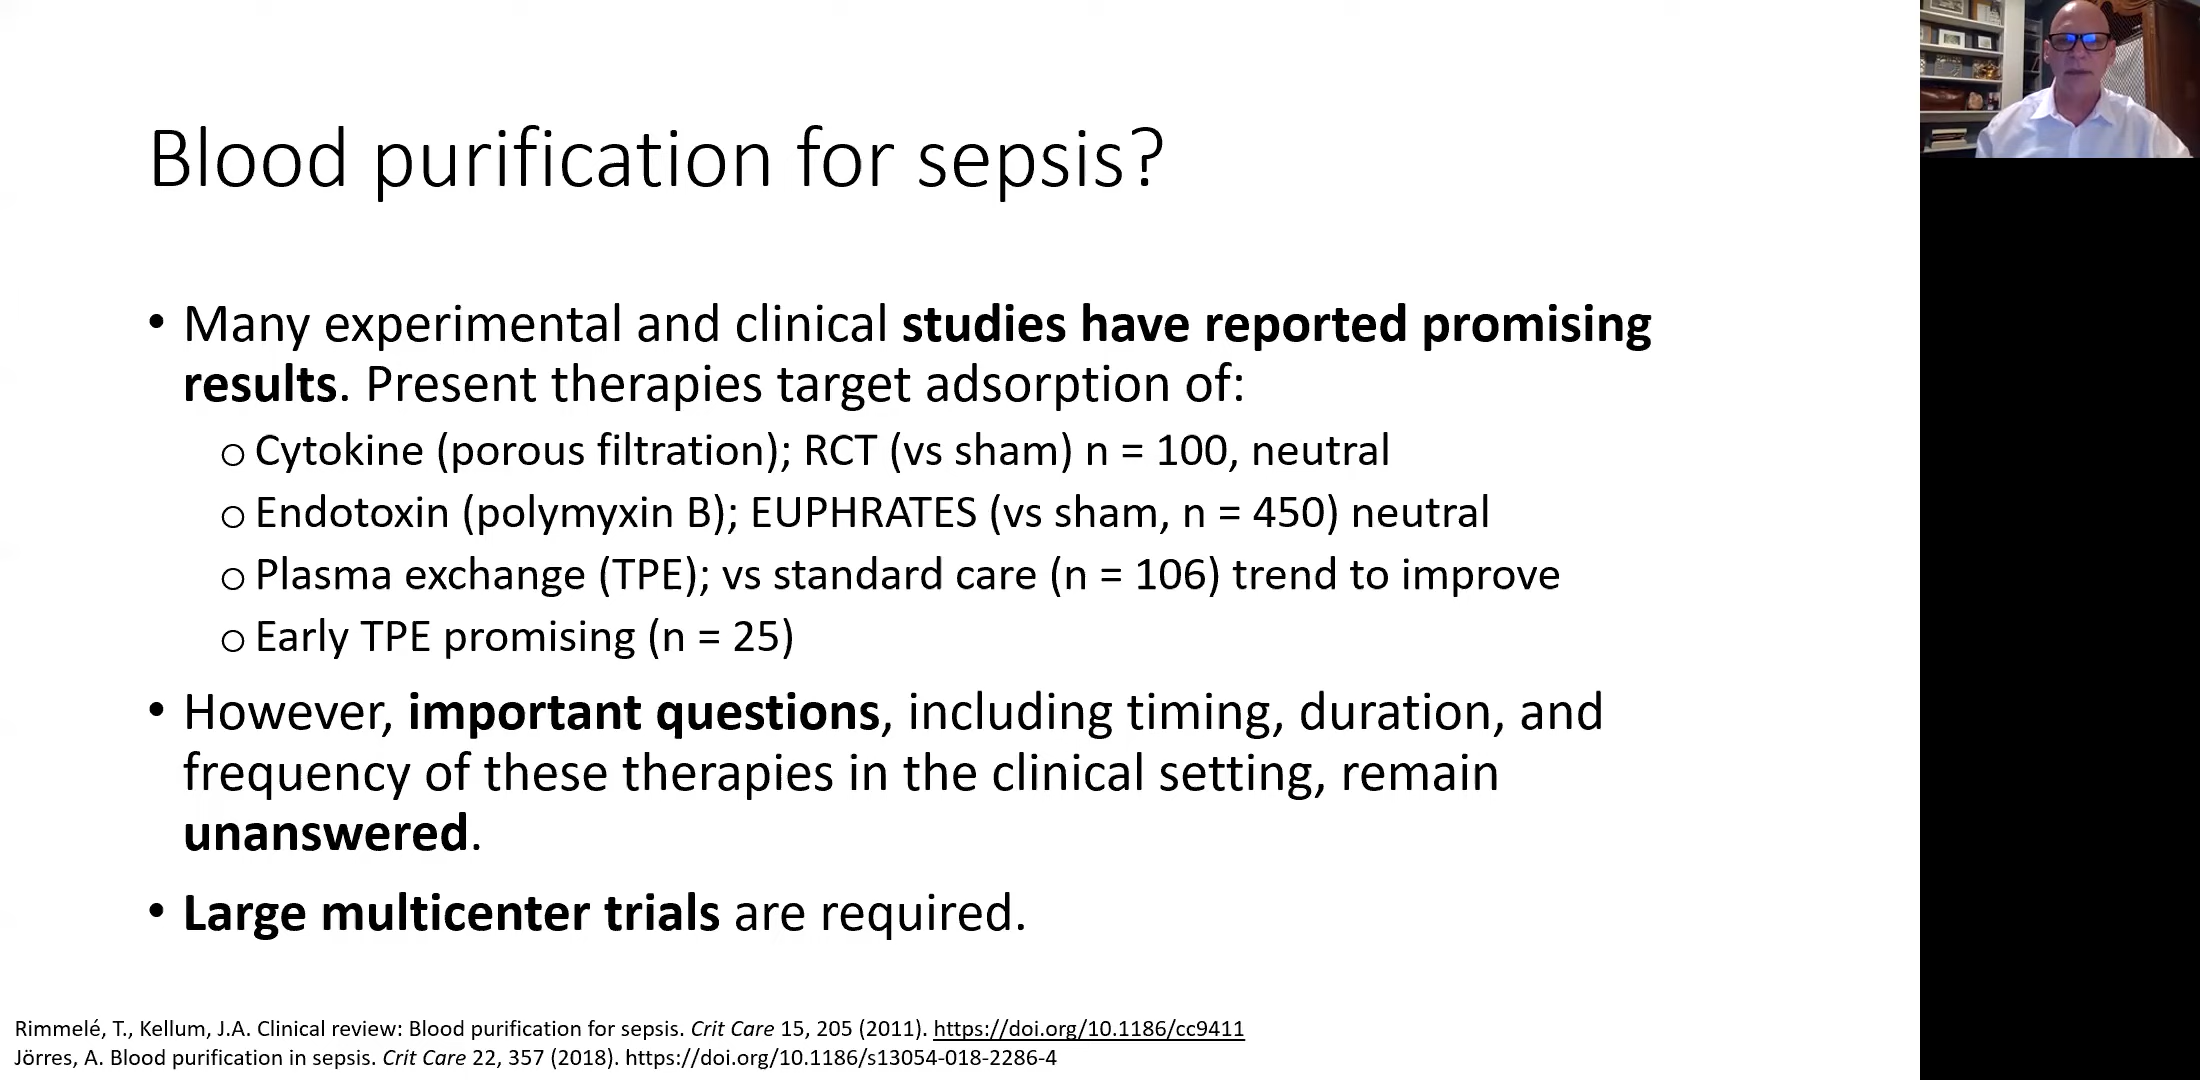 Blood purification for sepsis?
• Many experimental and clinical studies have reported promising
results. Present therapies target adsorption of:
o Cytokine (porous filtration); RCT (vs sham) n = 100, neutral
o Endotoxin (polymyxin B); EUPHRATES (vs sham, n = 450) neutral
o Plasma exchange (TPE); vs standard care (n = 106) trend to improve
o Early TPE promising (n = 25)
• However, important questions, including timing, duration, and
frequency of these therapies in the clinical setting, remain
unanswered.
• Large multicenter trials are required.
Rimmelé, T., Kellum, J.A. Clinical review: Blood purification for sepsis. Crit Care 15, 205 (2011). https://doi.org/10.1186/cc9411
Jörres, A. Blood purification in sepsis. Crit Care 22, 357 (2018). https://doi.org/10.1186/s13054-018-2286-4